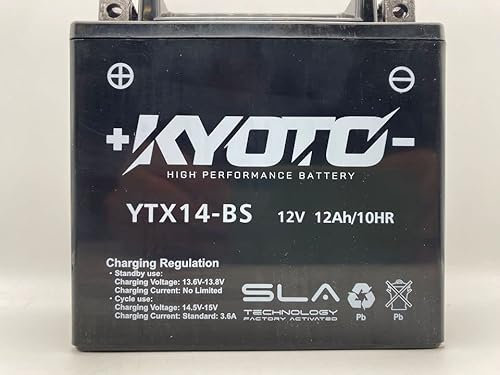 + KYOTO -
HIGH PERFORMANCE BATTERY
YTX14-BS 12V 12Ah/10HR
Charging Regulation
• Standby use:
Charging Voltage: 13.6V-13.8V
Charging Current: No Limited
• Cycle use:
Charging Voltage: 14.5V-15V
Charging Current: Standard: 3.6A
SLA
TECHNOLOGY
FACTORY ACTIVATED
Pb Pb